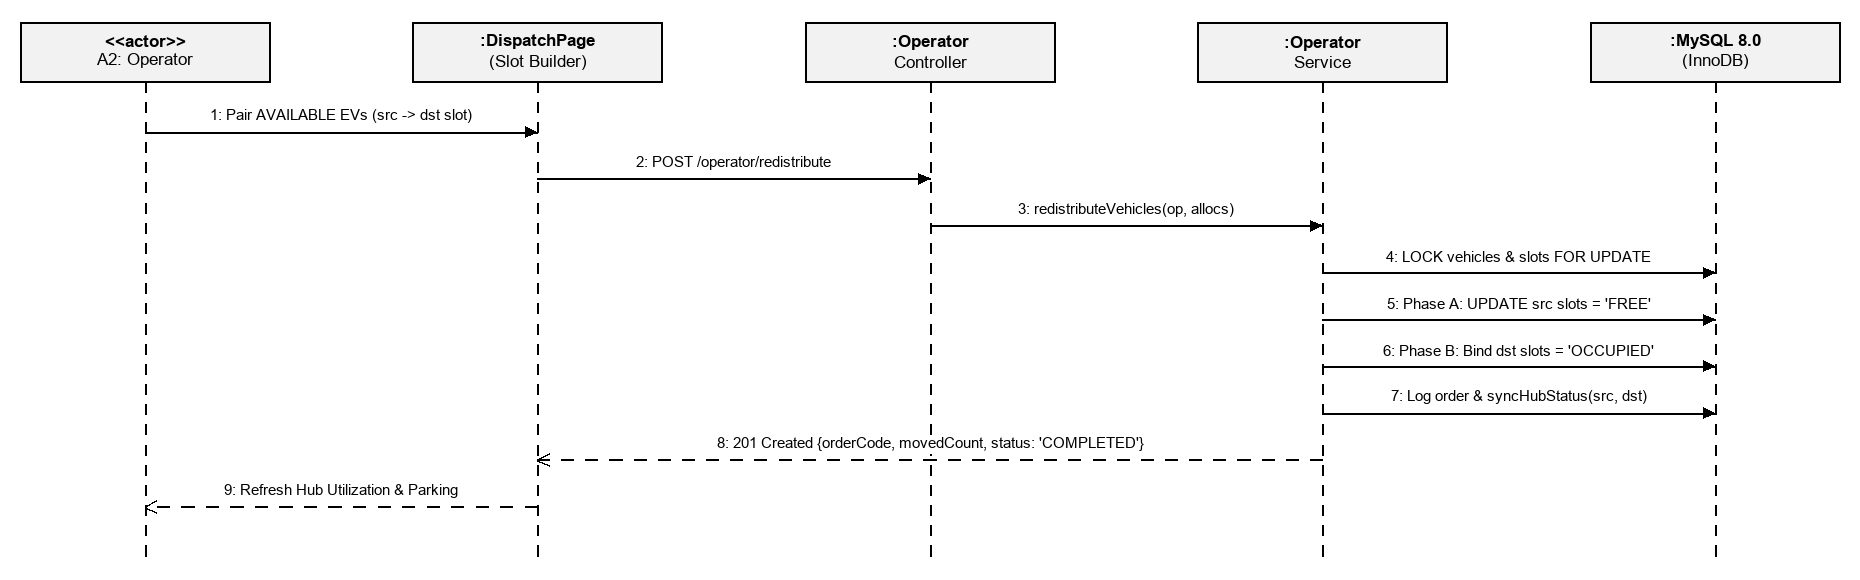 <<actor>>
A2: Operator
:DispatchPage
(Slot Builder)
:Operator
Controller
:Operator
Service
:MySQL 8.0
(InnoDB)
1: Pair AVAILABLE EVs (src -> dst slot)
2: POST /operator/redistribute
3: redistributeVehicles(op, allocs)
4: LOCK vehicles & slots FOR UPDATE
5: Phase A: UPDATE src slots = 'FREE'
6: Phase B: Bind dst slots = 'OCCUPIED'
7: Log order & syncHubStatus(src, dst)
8: 201 Created {orderCode, movedCount, status: 'COMPLETED'}
9: Refresh Hub Utilization & Parking